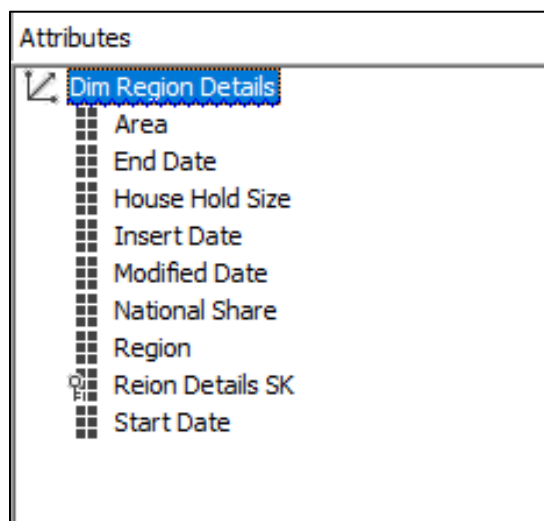 Attributes
Dim Region Details
Area
End Date
House Hold Size
Insert Date
Modified Date
National Share
Region
Reion Details SK
Start Date